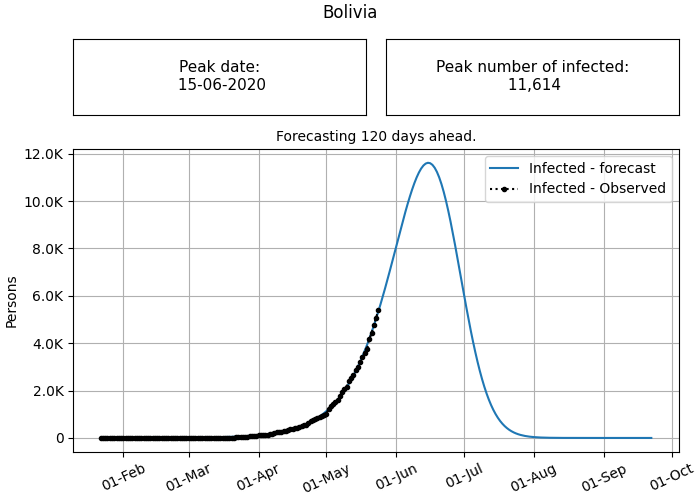 Bolivia
Peak date:
15-06-2020
Peak number of infected:
11,614
Forecasting 120 days ahead.
12.0K
10.0K
8.0K
6.0K
4.0K
2.0K
0
Persons
Infected - forecast
Infected - Observed
01-Feb
01-Mar
01-Apr
01-May
01-Jun
01-Jul
01-Aug
01-Sep
01-Oct